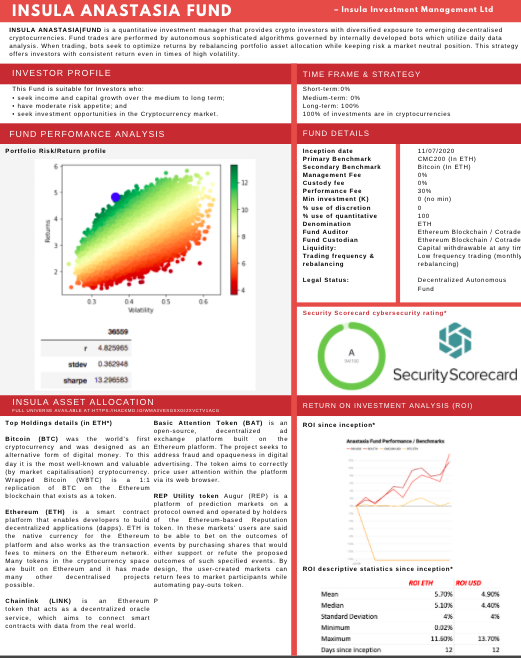 INSULA ANASTASIA FUND
– Insula Investment Management Ltd
INSULA ANASTASIA|FUND is a quantitative manager that provide crypto investors with diversified exposure to emerging decentralised
cryptocurrencies. Fund trades are performed by autonomous sophisticated algorithms governed by internally developed bots which utilize daily data
analysis. When trading, bots seek to optimize returns by rebalancing portfolio asset allocation while keeping risk a market neutral position. This strategy
offers investors with consistent return even in times of high volatility.
INVESTOR PROFILE
This Fund is suitable for Investors who:
• seek income and capital growth over the medium to long term;
• have moderate risk appetite; and
• seek investment opportunities in the Cryptocurrency market.
TIME FRAME & STRATEGY
Short-term:0%
Medium-term: 0%
Long-term: 100%
100% of investments are in cryptocurrencies
FUND PERFOMANCE ANALYSIS
Portfolio Risk/Return profile
6
5
4
3
2
Returns
0.3
0.4
0.5
0.6
Volatility
12
10
8
6
4
36559
r 4.825965
stdev 0.362948
sharpe 13.296583
FUND DETAILS
Inception date 11/07/2020
Primary Benchmark CMC200 (In ETH)
Secondary Benchmark Bitcoin (In ETH)
Management Fee 0%
Custody fee 0%
Performance Fee 30%
Min investment (K) 0 (no min)
% use of discretion 0
% use of quantitative 100
Denomination ETH
Fund Auditor Ethereum Blockchain / Cotrade
Fund Custodian Ethereum Blockchain / Cotrade
Liquidity: Capital withdrawable at any tim
Trading frequency & Low frequency trading (monthly
rebalancing rebalancing)
Legal Status: Decentralized Autonomous
Fund
Security Scorecard cybersecurity rating*
A
SecurityScorecard
INSULA ASSET ALLOCATION
Top Holdings details (in ETH*)
Bitcoin (BTC) was the world's first
cryptocurrency and was designed as an
alternative form of digital money. To this
day it is the most well-known and valuable
(by market capitalisation) cryptocurrency.
Wrapped Bitcoin (WBTC) is a 1:1
replication of BTC on the Ethereum
blockchain that exists as a token.
Ethereum (ETH) is a smart contract
platform that enables developers to build
decentralized applications (dapps). ETH is
the native currency for the Ethereum
platform and also works as the transaction
fees to miners on the Ethereum network.
Many tokens in the cryptocurrency space
are built on Ethereum and it has made
many other decentralised projects
possible.
Chainlink (LINK) is an Ethereum
token that acts as a decentralized oracle
service, which aims to connect smart
contracts with data from the real world.
Basic Attention Token (BAT) is an
open-source, decentralized ad
exchange platform built on the
Ethereum platform. The project seeks to
address fraud and opaqueness in digital
advertising. The token aims to correctly
price user attention within the platform
via its web browser.
REP Utility token Augur (REP) is a
platform of prediction markets on a
protocol owned and operated by holders
of the Ethereum-based Reputation
token. In these markets' users are said
to be able to bet on the outcomes of
events by purchasing shares that would
either support or refute the proposed
outcomes of such specified events. By
design, the user-created markets can
return fees to market participants while
automating pay-outs token.
P
RETURN ON INVESTMENT ANALYSIS (ROI)
ROI since inception*
Anastasia Fund Performance / Benchmarks
ROI descriptive statistics since inception*
ROI ETH ROI USD
Mean 5.70% 4.90%
Median 5.10% 4.40%
Standard Deviation 4% 4%
Minimum 0.02%
Maximum 11.50% 13.70%
Days since inception 12 12